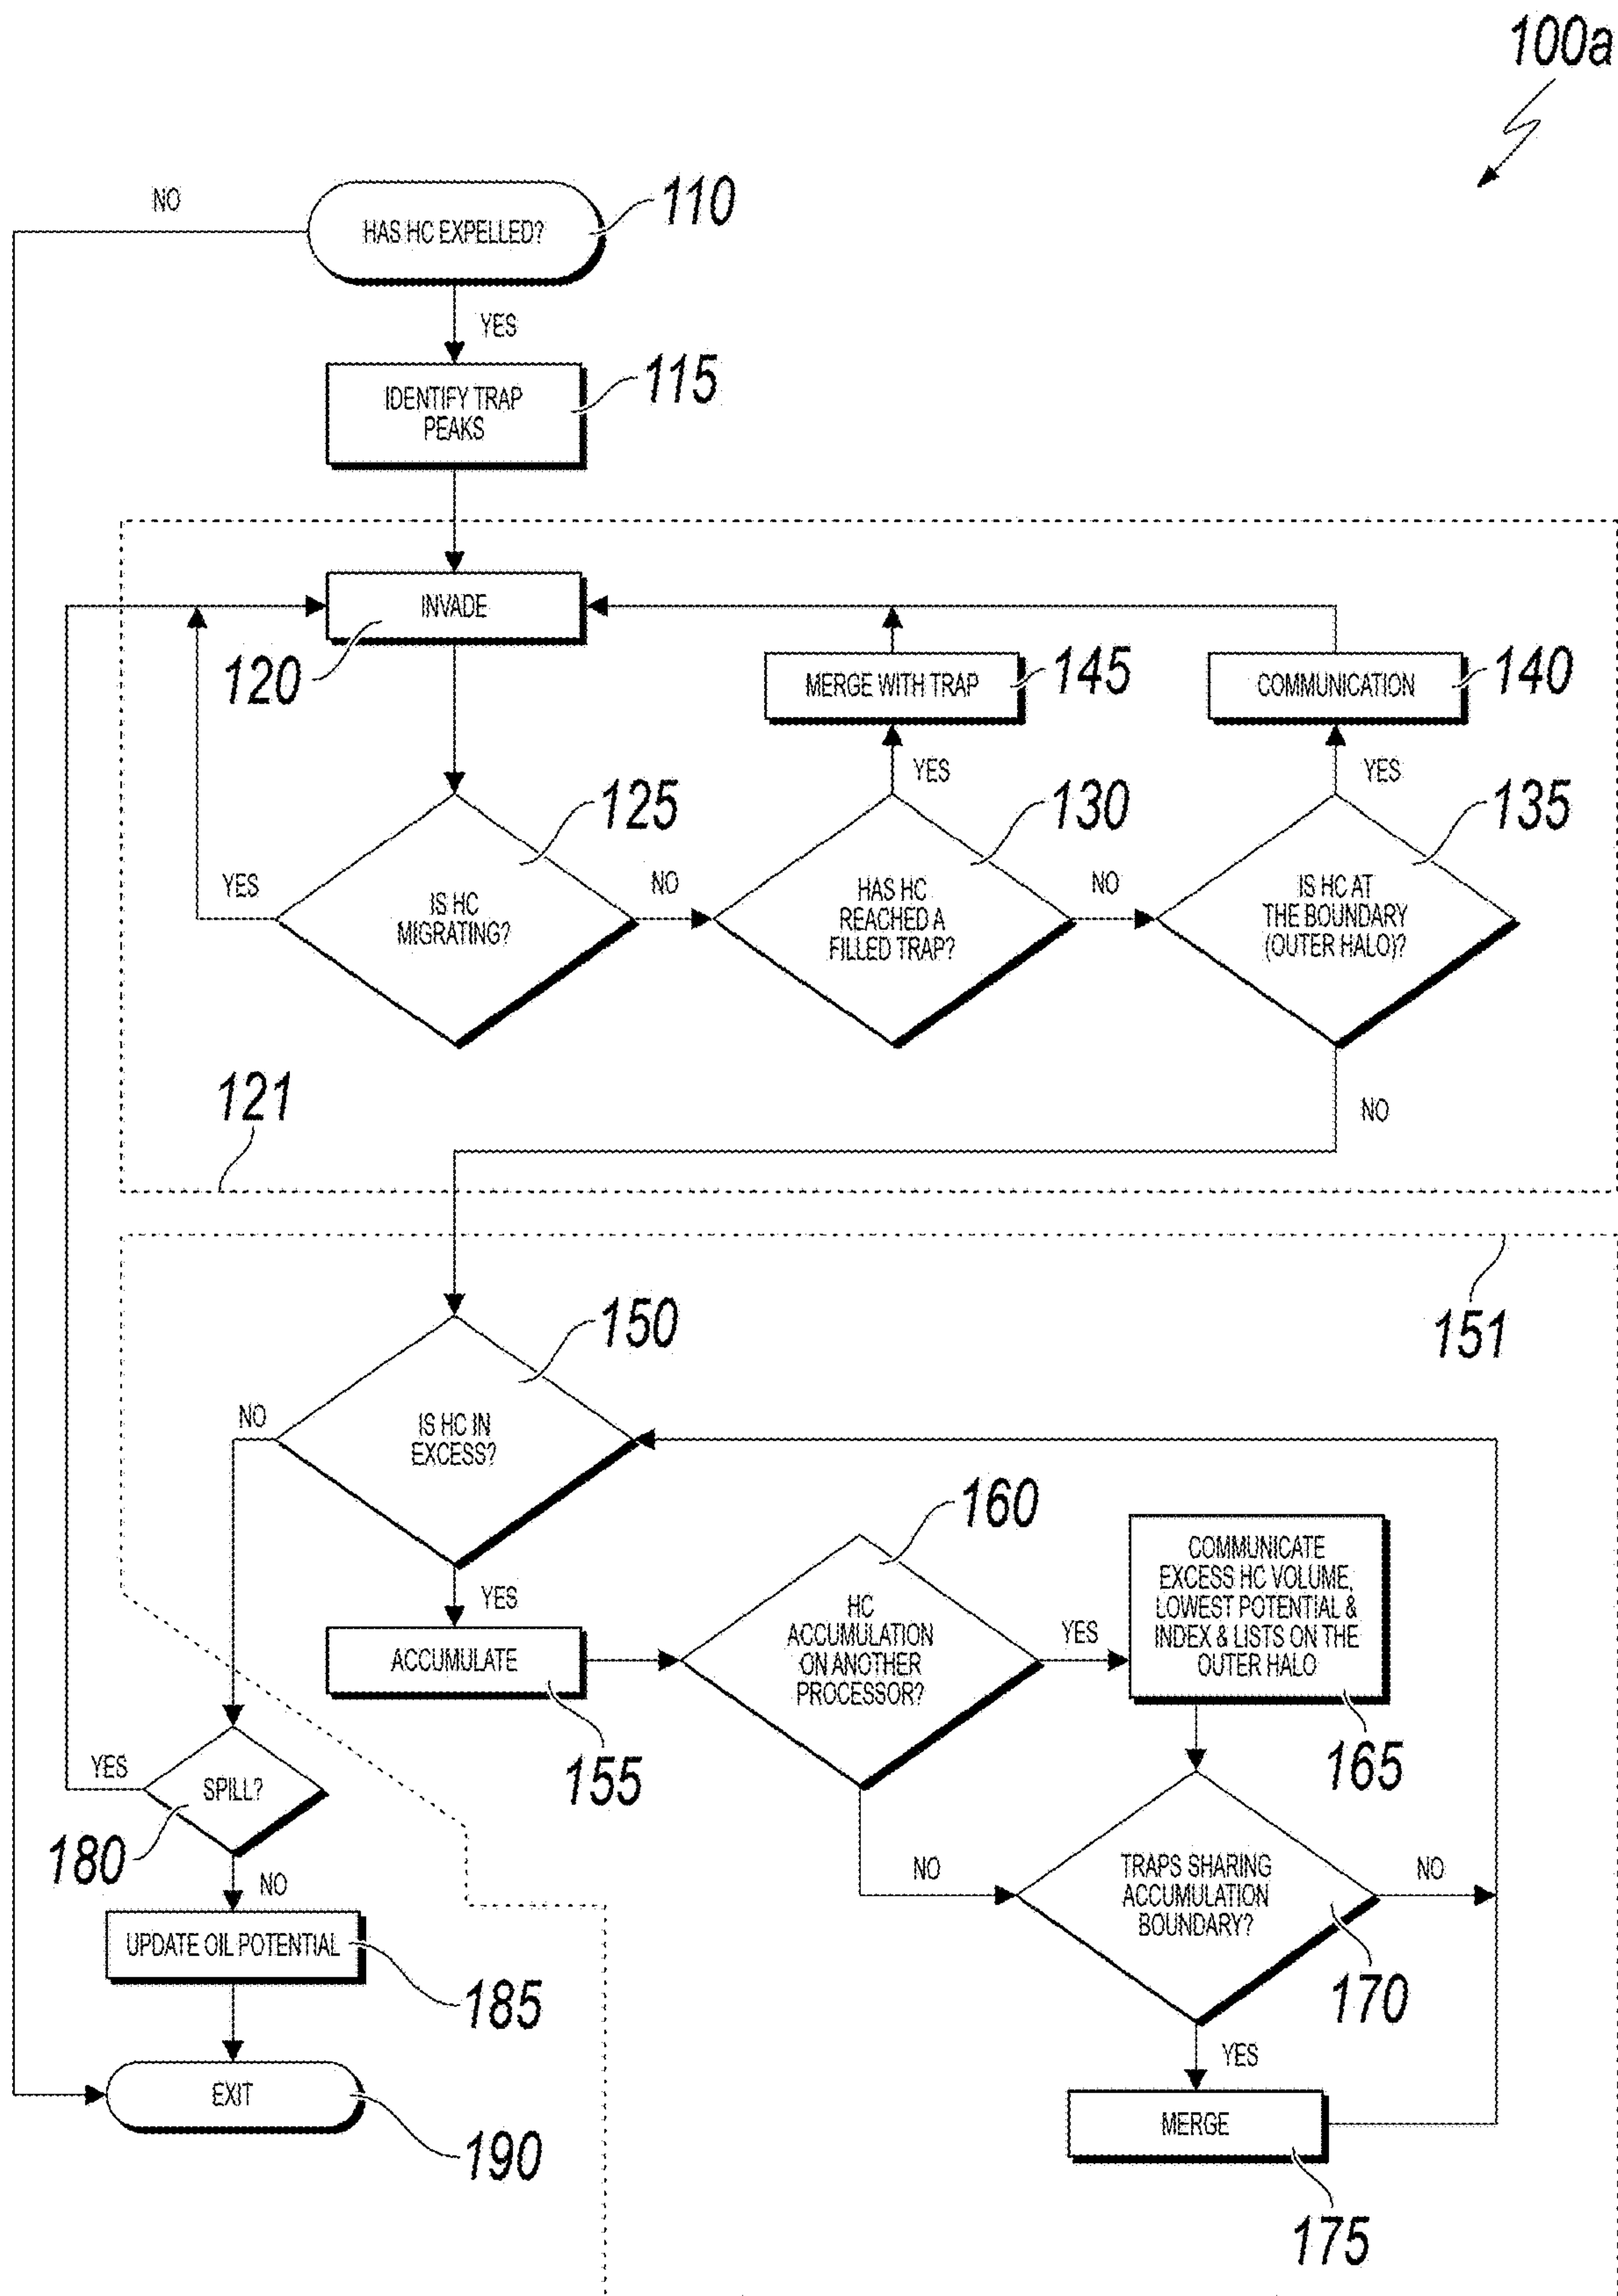 100a
NO
HAS HC EXPELLED?
110
YES
IDENTIFY TRAP
PEAKS
115
INVADE
120
MERGE WITH TRAP
145
COMMUNICATION
140
YES
YES
125
130
135
YES
IS HC
MIGRATING?
NO
HAS HC
REACHED A
FILLED TRAP?
NO
IS HC AT
THE BOUNDARY
(OUTER HALO)?
121
NO
150
151
NO
IS HC IN
EXCESS?
160
YES
ACCUMULATE
155
HC
ACCUMULATION
ON ANOTHER
PROCESSOR?
YES
COMMUNICATE
EXCESS HC VOLUME,
LOWEST POTENTIAL &
INDEX & LISTS ON THE
OUTER HALO
165
YES
SPILL?
180
NO
NO
TRAPS SHARING
ACCUMULATION
BOUNDARY?
NO
170
UPDATE OIL POTENTIAL
185
YES
EXIT
190
MERGE
175